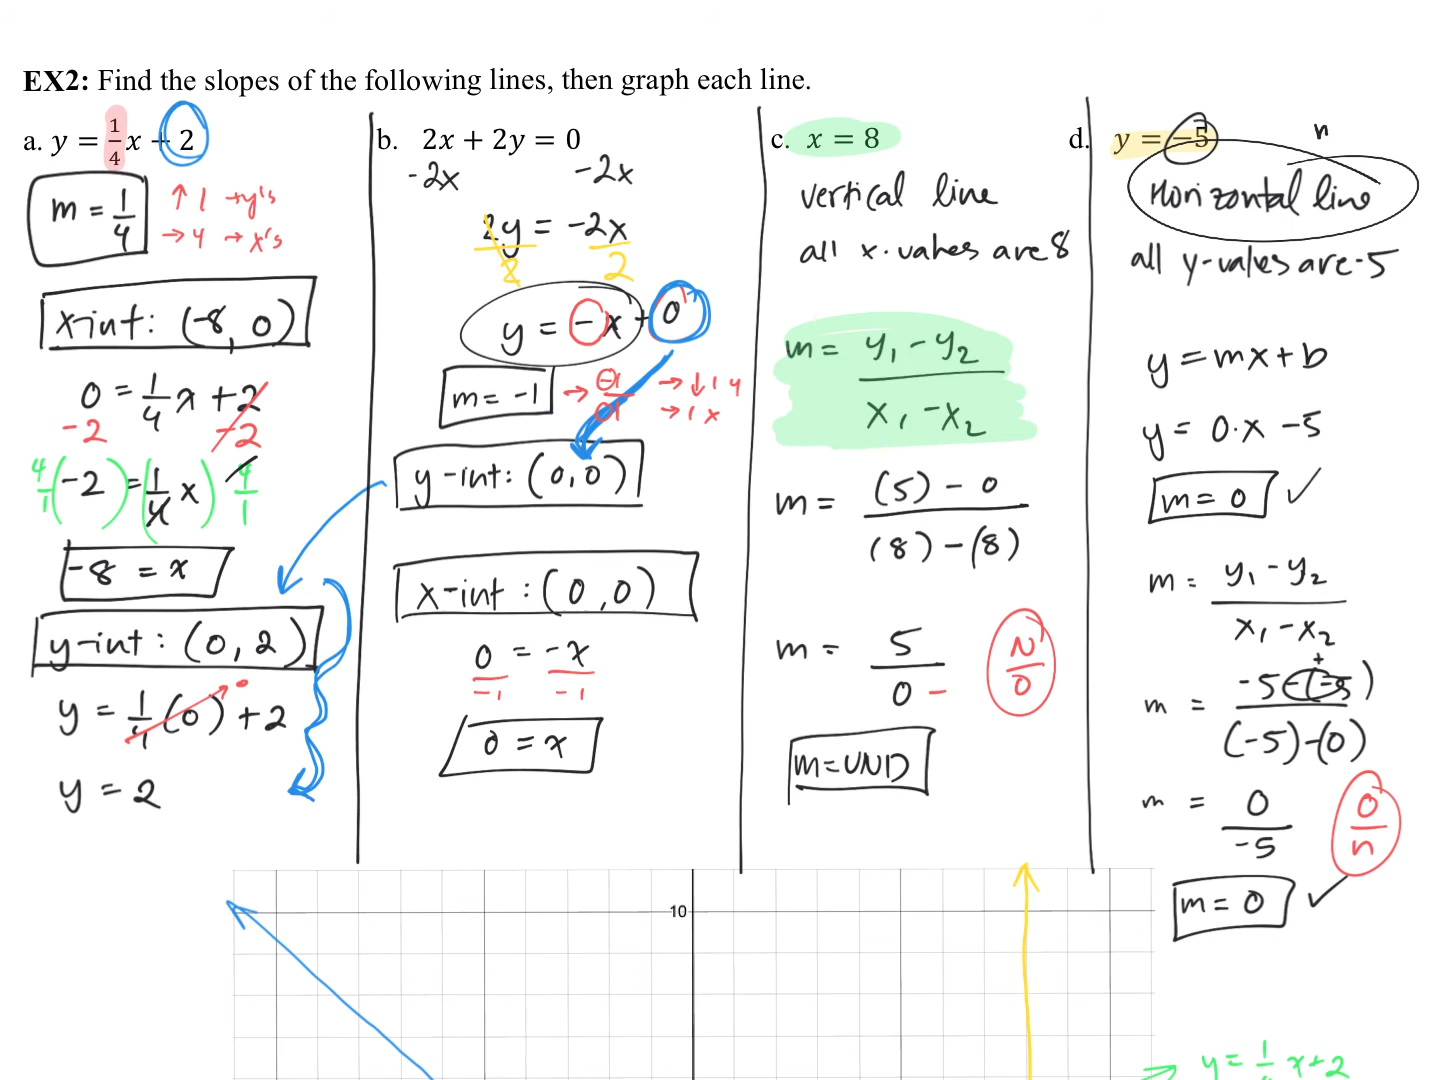 EX2: Find the slopes of the following lines, then graph each line.
a. y = 1/4 x + 2
m = 1/4
↑ 1 → y's
→ 4 → x's
x-int: (-8, 0)
0 = 1/4 x + 2
-2 -2
4/1 (-2) = (1/4 x) 4/1
-8 = x
y-int: (0, 2)
y = 1/4 (0) + 2
y = 2
b. 2x + 2y = 0
-2x -2x
2y = -2x
2 2
y = -x + 0
m = -1
→ ↓ 1 y
→ 1 x
y-int: (0,0)
x-int: (0,0)
0 = -x
-1 -1
0 = x
c. x = 8
vertical line
all x-values are 8
m = y₁ - y₂
x₁ - x₂
m = (5) - 0
(8) - (8)
m = 5
0
N
0
m = UND
d. y = -5
n
Horizontal line
all y-values are -5
y = mx + b
y = 0·x - 5
m = 0 ✓
m = y₁ - y₂
x₁ - x₂
m = -5 - (-5)
+
(-5) - (0)
m = 0
-5
0
n
m = 0 ✓
10
y = 1/4 x + 2